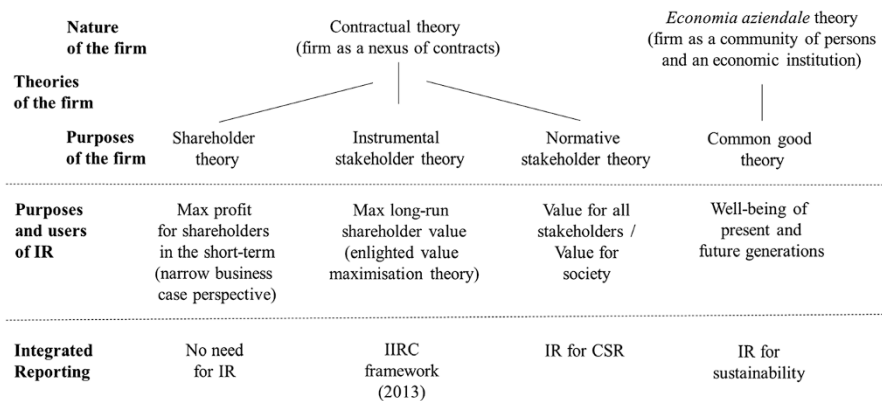 Nature
of the firm
Contractual theory
(firm as a nexus of contracts)
Economia aziendale theory
(firm as a community of persons
and an economic institution)
Theories
of the firm
Purposes
of the firm
Shareholder
theory
Instrumental
stakeholder theory
Normative
stakeholder theory
Common good
theory
Purposes
and users
of IR
Max profit
for shareholders
in the short-term
(narrow business
case perspective)
Max long-run
shareholder value
(enlighted value
maximisation theory)
Value for all
stakeholders /
Value for
society
Well-being of
present and
future generations
Integrated
Reporting
No need
for IR
IIRC
framework
(2013)
IR for CSR
IR for
sustainability